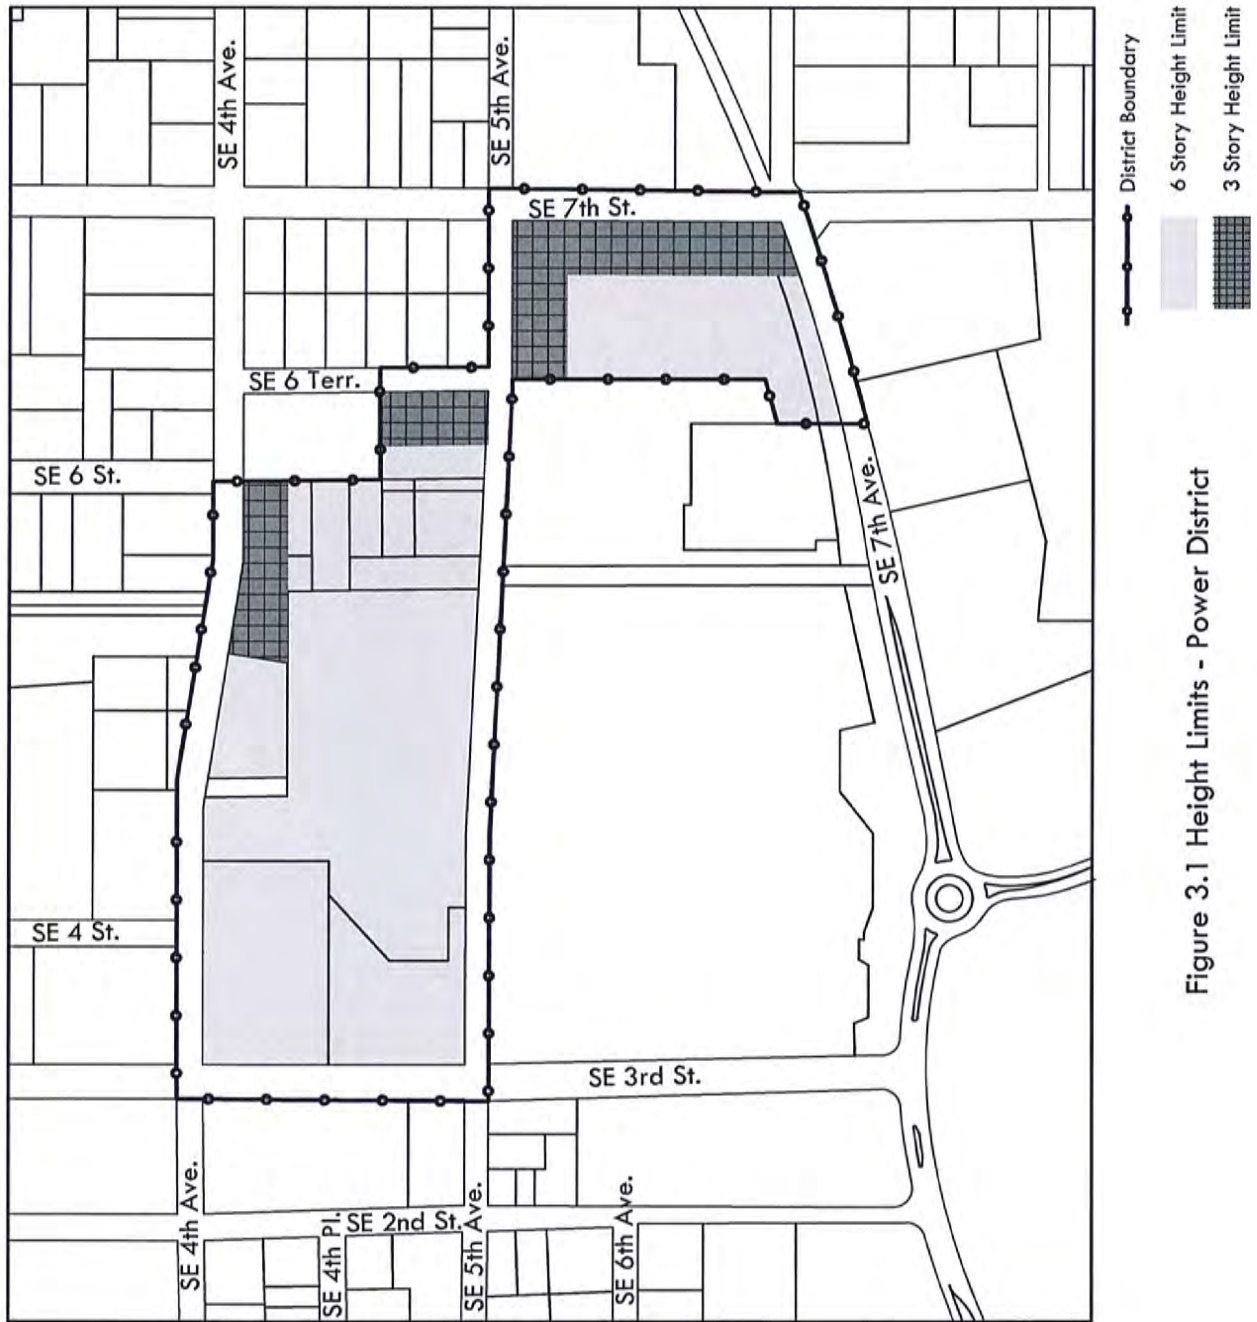 SE 4th Ave.
SE 5th Ave.
SE 7th St.
SE 6 Terr.
SE 6 St.
SE 7th Ave.
SE 4 St.
SE 3rd St.
SE 4th Ave.
SE 4th Pl.
SE 2nd St.
SE 5th Ave.
SE 6th Ave.
District Boundary
6 Story Height Limit
3 Story Height Limit
Figure 3.1 Height Limits - Power District